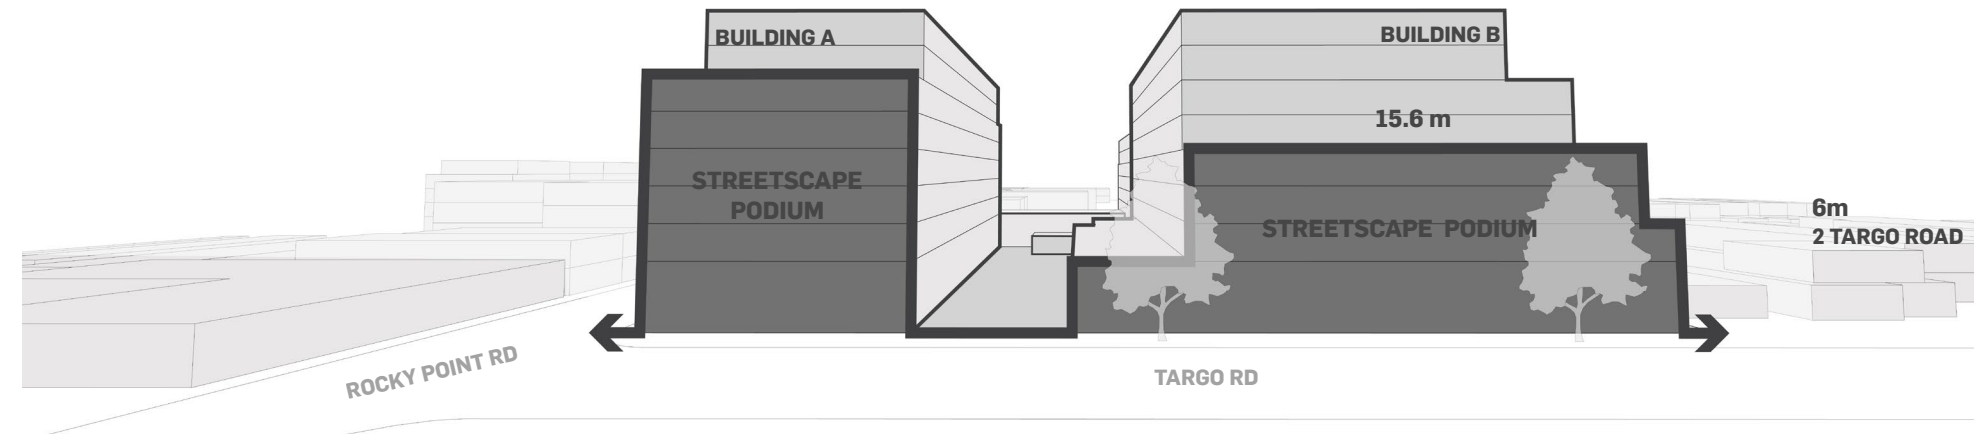 BUILDING A
BUILDING B
15.6 m
STREETSCAPE
PODIUM
STREETSCAPE PODIUM
6m
2 TARGO ROAD
ROCKY POINT RD
TARGO RD